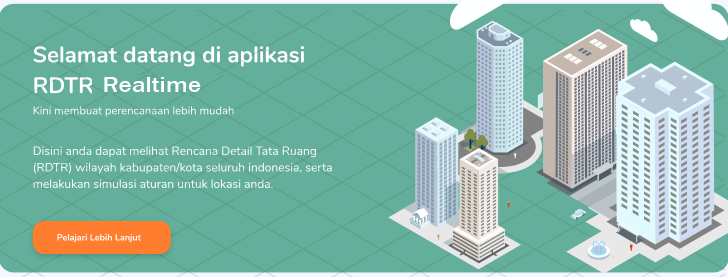 Selamat datang di aplikasi
RDTR Realtime
Kini membuat perencanaan lebih mudah
Disini anda dapat melihat Rencana Detail Tata Ruang
(RDTR) wilayah kabupaten/kota seluruh indonesia, serta
melakukan simulasi aturan untuk lokasi anda.
Pelajari Lebih Lanjut